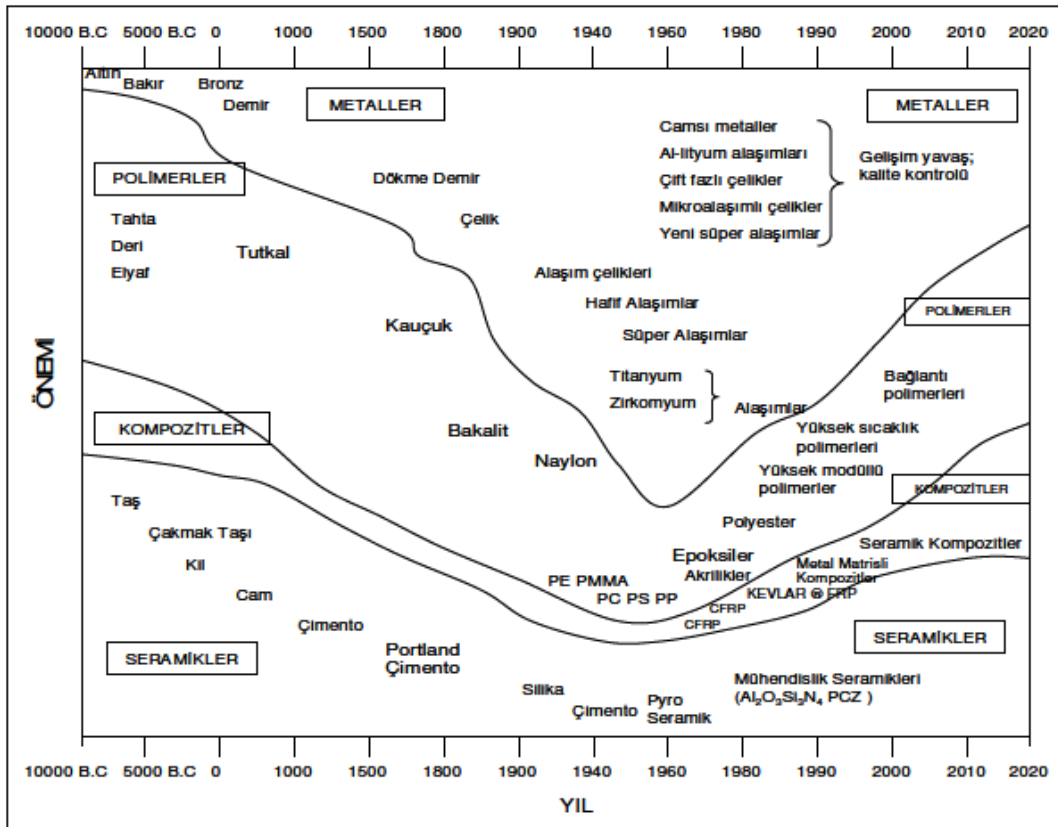 10000 B.C 5000 B.C 0 1000 1500 1800 1900 1940 1960 1980 1990 2000 2010 2020
Altın
Bakır
Bronz
Demir
METALLER
METALLER
Camsı metaller
Al-lityum alaşımları
Çift fazlı çelikler
Mikroalaşımlı çelikler
Yeni süper alaşımlar
Gelişim yavaş;
kalite kontrolü
POLİMERLER
Dökme Demir
Tahta
Deri
Elyaf
Tutkal
Çelik
Alaşım çelikleri
Hafif Alaşımlar
Süper Alaşımlar
POLİMERLER
Kauçuk
Titanyum
Zirkomyum
Alaşımlar
Bağlantı
polimerleri
ÖNEMİ
KOMPOZİTLER
Bakalit
Naylon
Yüksek sıcaklık
polimerleri
Yüksek modüllü
polimerler
KOMPOZİTLER
Taş
Çakmak Taşı
Kil
Cam
Çimento
Polyester
Epoksiler
Akrilikler
Seramik Kompozitler
Metal Matrisli
Kompozitler
PE PMMA
PC PS PP
KEVLAR ® FRP
CFRP
CFRP
SERAMİKLER
SERAMİKLER
Portland
Çimento
Silika
Çimento
Pyro
Seramik
Mühendislik Seramikleri
(Al₂O₃Si₃N₄ PCZ )
10000 B.C 5000 B.C 0 1000 1500 1800 1900 1940 1960 1980 1990 2000 2010 2020
YIL